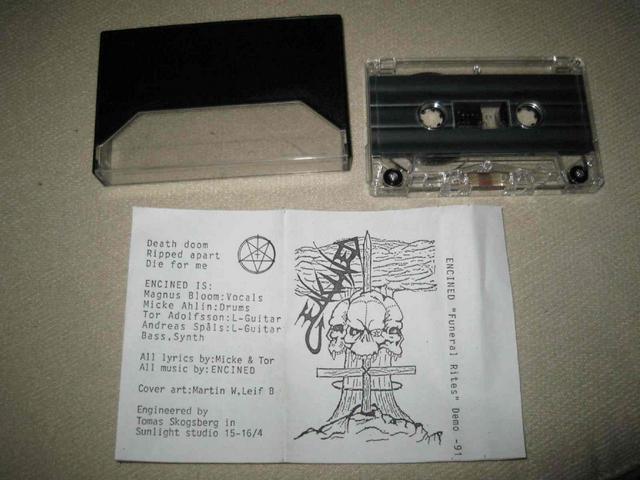 Death doom
Ripped apart
Die for me
ENCINED IS:
Magnus Bloom:Vocals
Micke Ahlin:Drums
Tor Adolfsson:L-Guitar
Andreas Spåls:L-Guitar
Bass,Synth
All lyrics by:Micke & Tor
All music by:ENCINED
Cover art:Martin W,Leif B
Engineered by
Tomas Skogsberg in
Sunlight studio 15-16/4
ENCINED
ENCINED "Funeral Rites" Demo -91